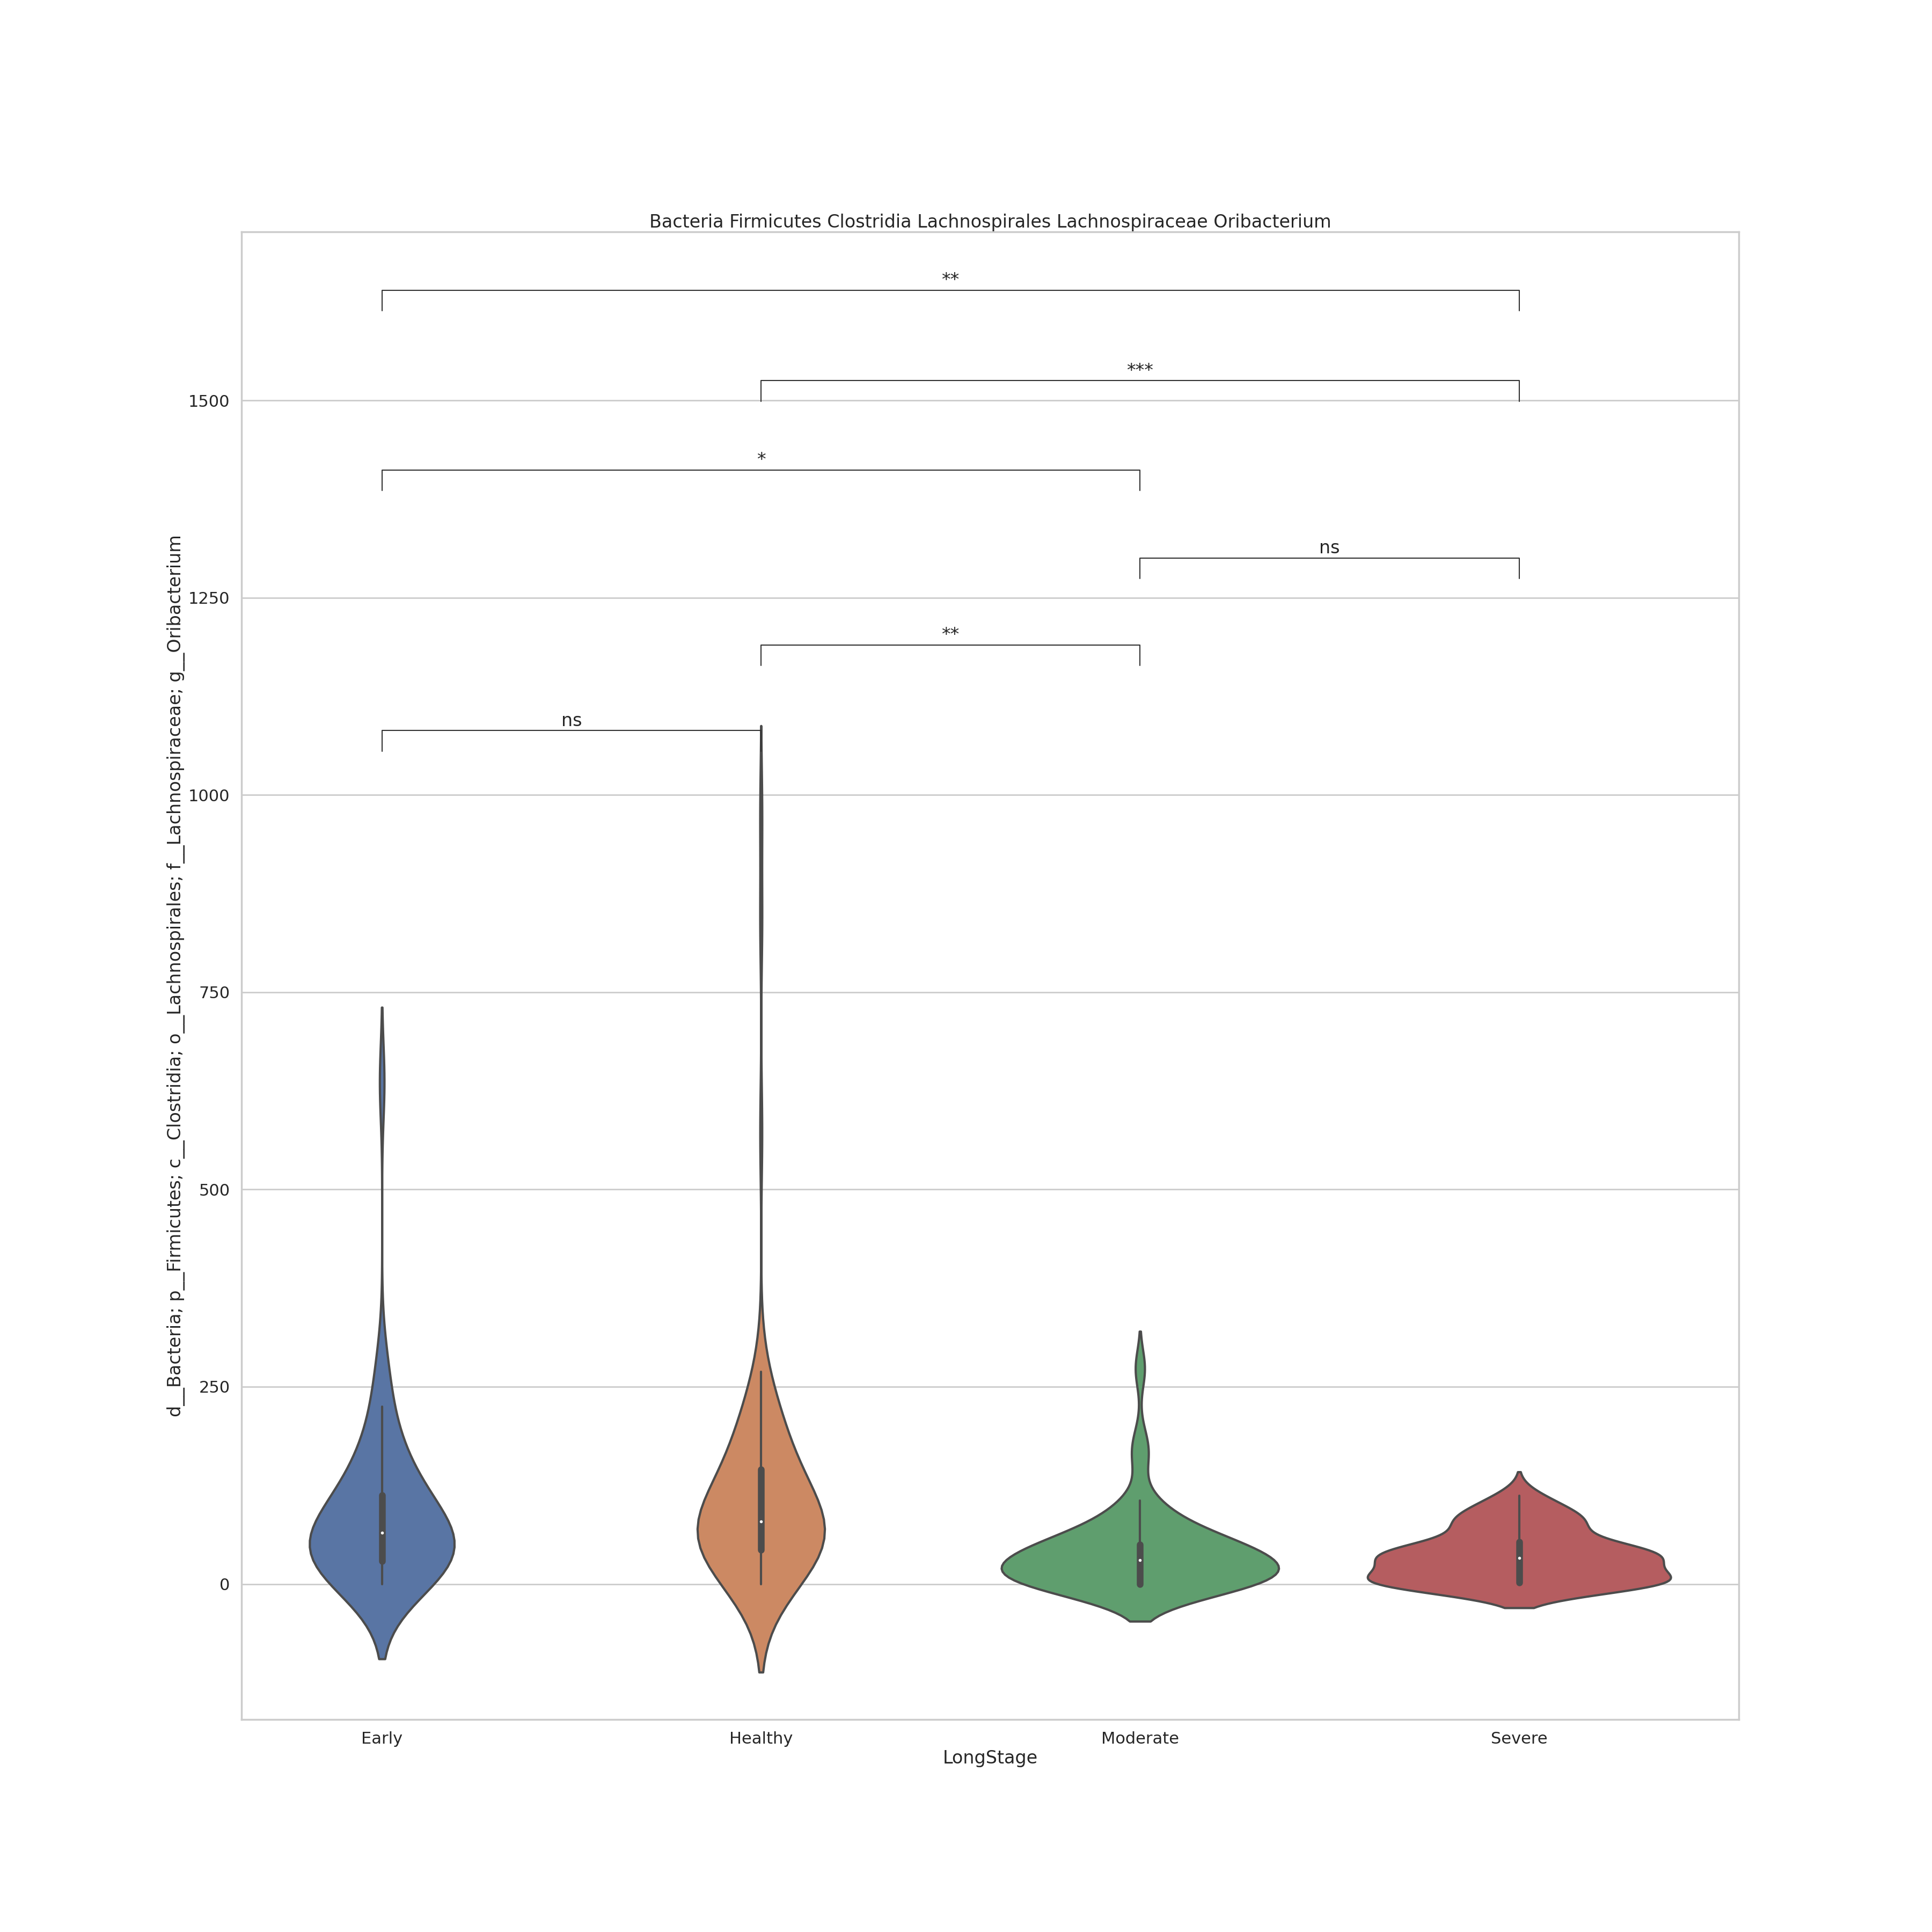 Bacteria Firmicutes Clostridia Lachnospirales Lachnospiraceae Oribacterium
**
***
1500
*
ns
1250
**
ns
1000
750
500
250
0
d__Bacteria; p__Firmicutes; c__Clostridia; o__Lachnospirales; f__Lachnospiraceae; g__Oribacterium
Early Healthy Moderate Severe
LongStage